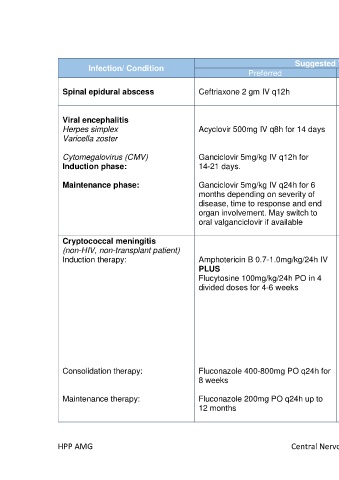 Infection/ Condition
Suggested
Preferred
Spinal epidural abscess
Ceftriaxone 2 gm IV q12h
Viral encephalitis
Herpes simplex
Varicella zoster
Acyclovir 500mg IV q8h for 14 days
Cytomegalovirus (CMV)
Induction phase:
Ganciclovir 5mg/kg IV q12h for
14-21 days.
Maintenance phase:
Ganciclovir 5mg/kg IV q24h for 6
months depending on severity of
disease, time to response and end
organ involvement. May switch to
oral valganciclovir if available
Cryptococcal meningitis
(non-HIV, non-transplant patient)
Induction therapy:
Amphotericin B 0.7-1.0mg/kg/24h IV
PLUS
Flucytosine 100mg/kg/24h PO in 4
divided doses for 4-6 weeks
Consolidation therapy:
Fluconazole 400-800mg PO q24h for
8 weeks
Maintenance therapy:
Fluconazole 200mg PO q24h up to
12 months
HPP AMG
Central Nervo